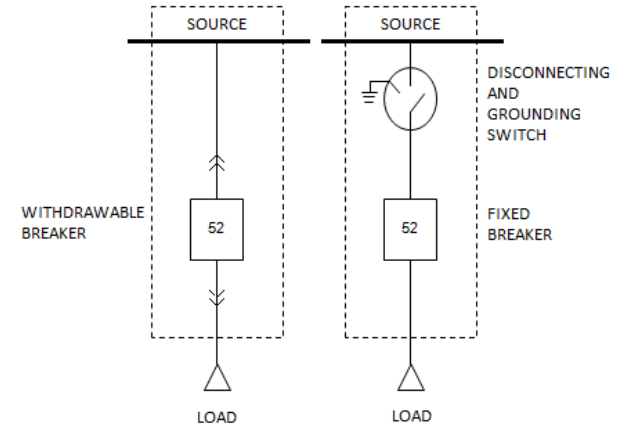 SOURCE
SOURCE
DISCONNECTING
AND
GROUNDING
SWITCH
WITHDRAWABLE
BREAKER
52
52
FIXED
BREAKER
LOAD
LOAD